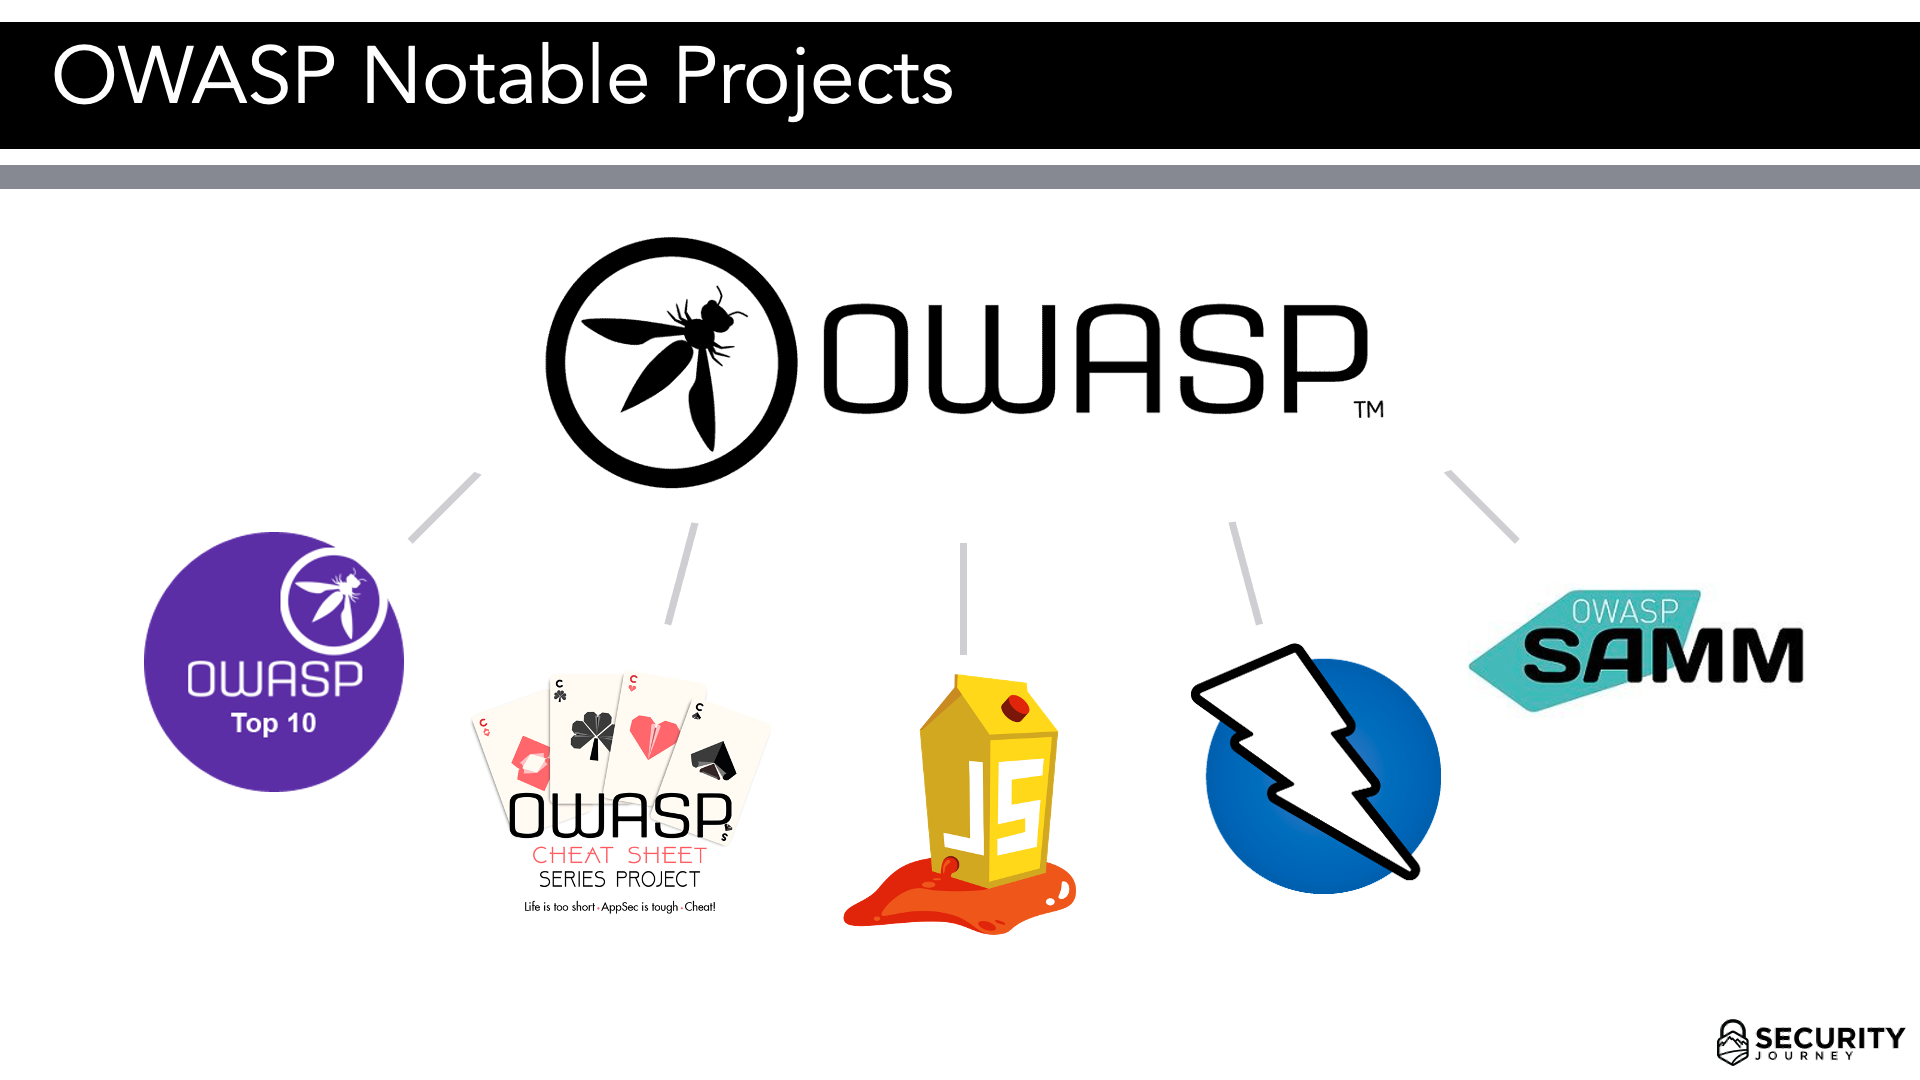 OWASP Notable Projects
OWASP
TM
OWASP
Top 10
C
C
C
C
S
OWASP
CHEAT SHEET
SERIES PROJECT
Life is too short · AppSec is tough · Cheat!
JS
OWASP
SAMM
SECURITY
JOURNEY